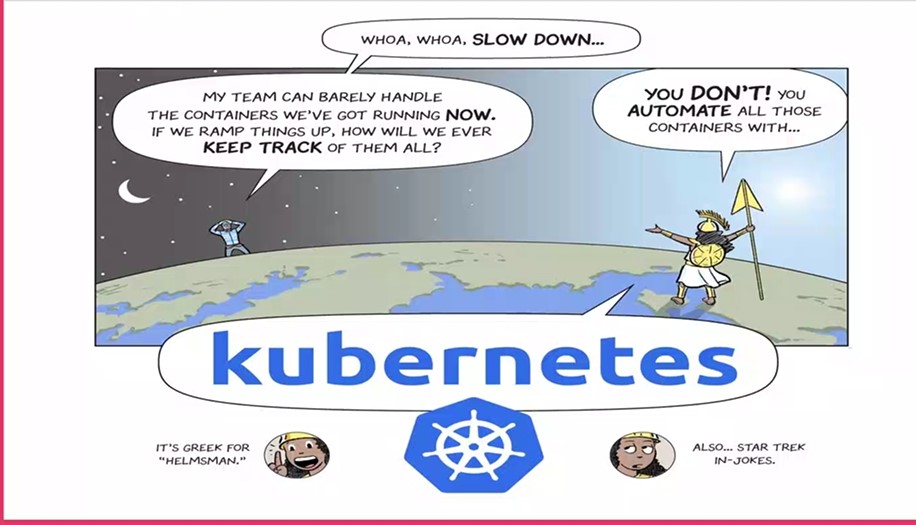 WHOA, WHOA, SLOW DOWN...
MY TEAM CAN BARELY HANDLE
THE CONTAINERS WE'VE GOT RUNNING NOW.
IF WE RAMP THINGS UP, HOW WILL WE EVER
KEEP TRACK OF THEM ALL?
YOU DON'T! YOU
AUTOMATE ALL THOSE
CONTAINERS WITH...
kubernetes
IT'S GREEK FOR
"HELMSMAN."
ALSO... STAR TREK
IN-JOKES.